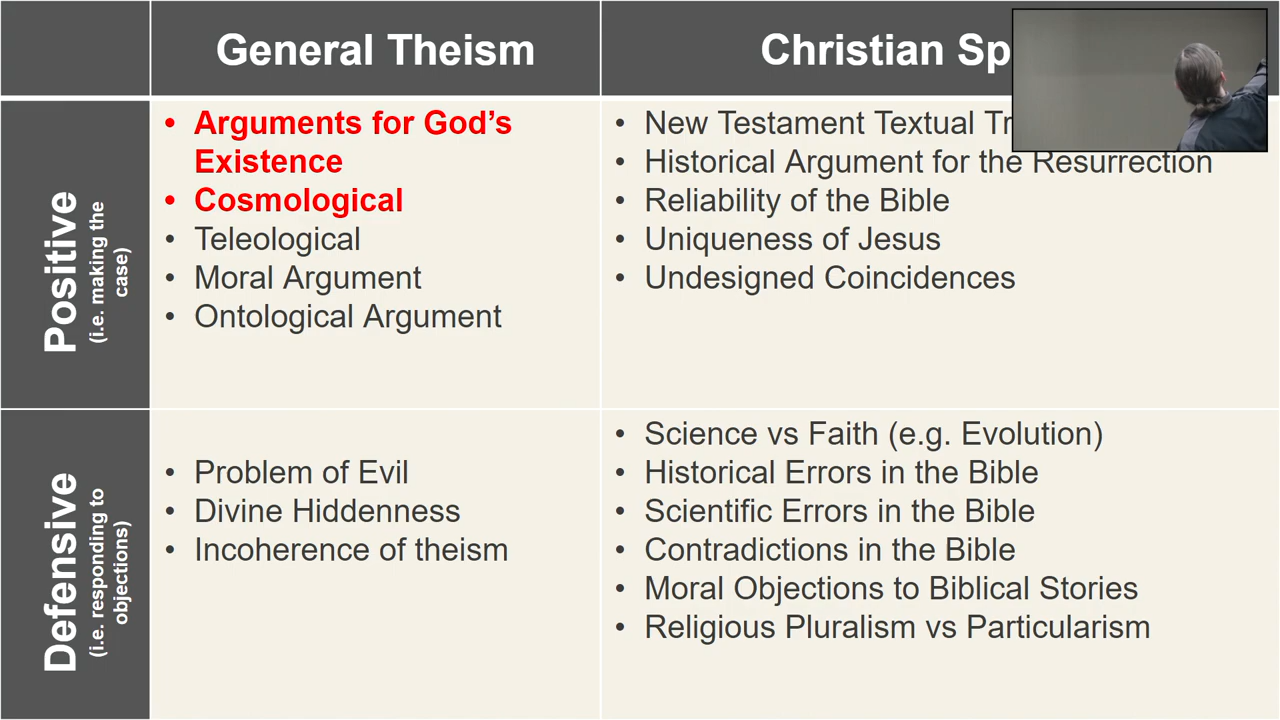 General Theism
Christian
Positive
(i.e. making the
case)
• Arguments for God's
Existence
• Cosmological
• Teleological
• Moral Argument
• Ontological Argument
• New Testament Textual
• Historical Argument for the Resurrection
• Reliability of the Bible
• Uniqueness of Jesus
• Undesigned Coincidences
Defensive
(i.e. responding to
objections)
• Problem of Evil
• Divine Hiddenness
• Incoherence of theism
• Science vs Faith (e.g. Evolution)
• Historical Errors in the Bible
• Scientific Errors in the Bible
• Contradictions in the Bible
• Moral Objections to Biblical Stories
• Religious Pluralism vs Particularism